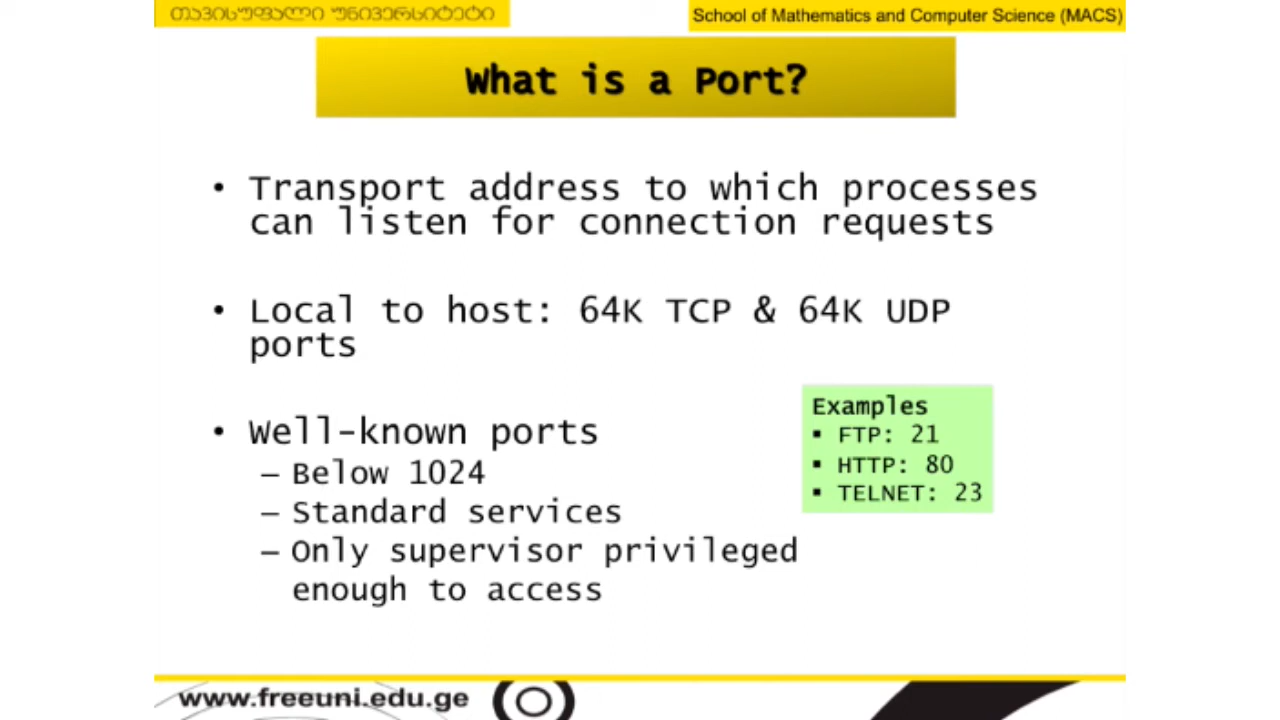 თავისუფალი უნივერსიტეტი
School of Mathematics and Computer Science (MACS)
What is a Port?
• Transport address to which processes
can listen for connection requests
• Local to host: 64K TCP & 64K UDP
ports
• Well-known ports
– Below 1024
– Standard services
– Only supervisor privileged
enough to access
Examples
▪ FTP: 21
▪ HTTP: 80
▪ TELNET: 23
www.freeuni.edu.ge